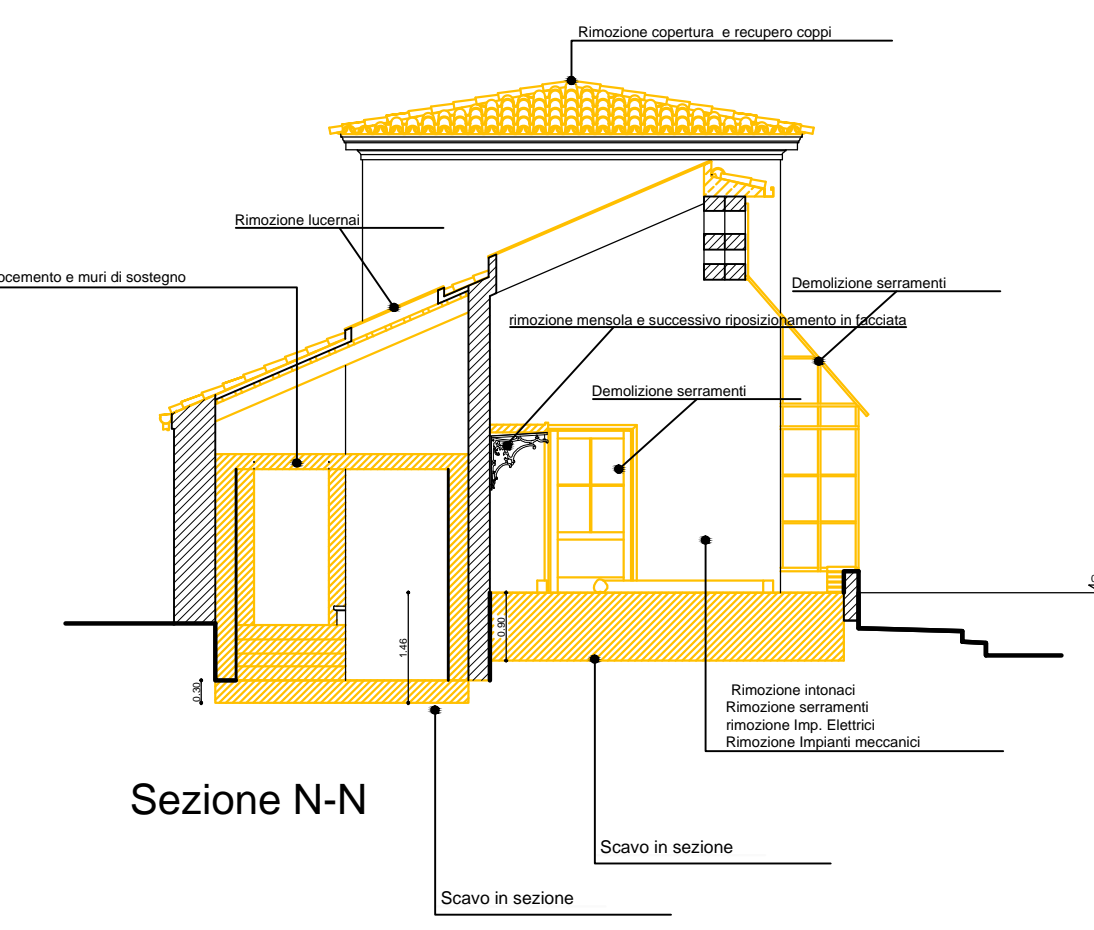 Rimozione copertura e recupero coppi
Rimozione lucernai
ocemento e muri di sostegno
Demolizione serramenti
rimozione mensola e successivo riposizionamento in facciata
Demolizione serramenti
1.46
0.90
0.30
Rimozione intonaci
Rimozione serramenti
rimozione Imp. Elettrici
Rimozione Impianti meccanici
Sezione N-N
Scavo in sezione
Scavo in sezione